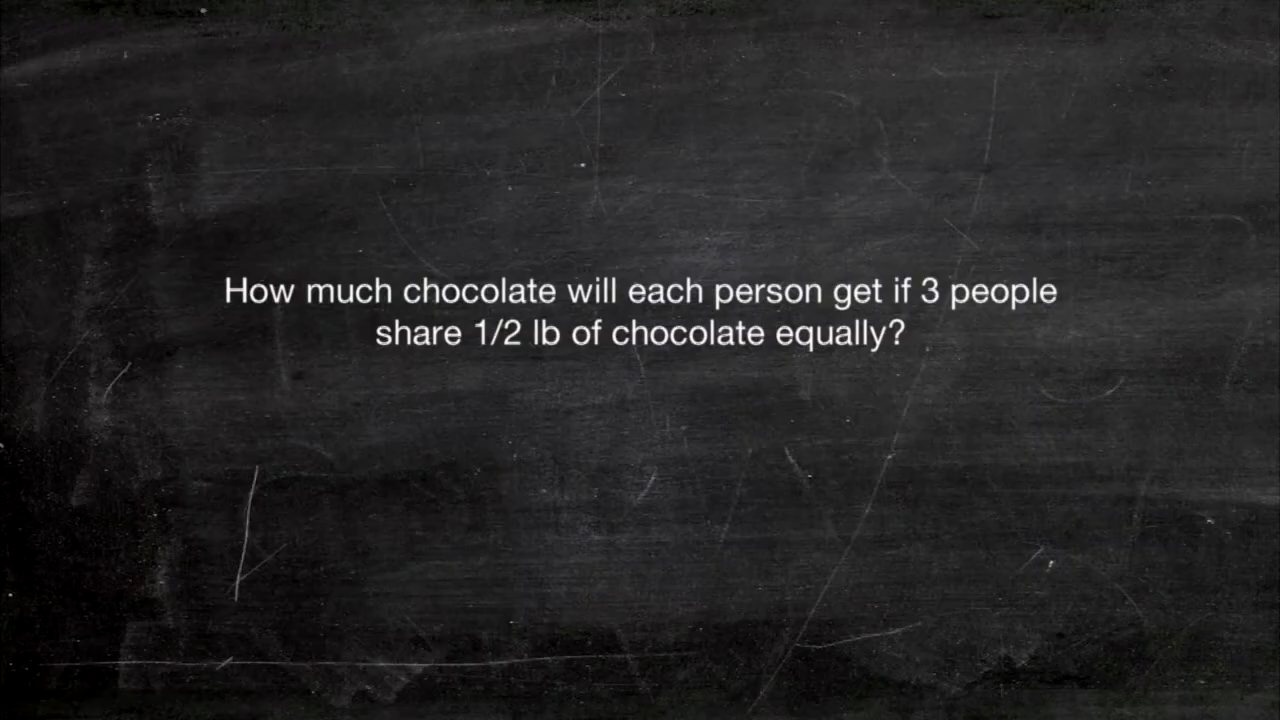 How much chocolate will each person get if 3 people
share 1/2 lb of chocolate equally?